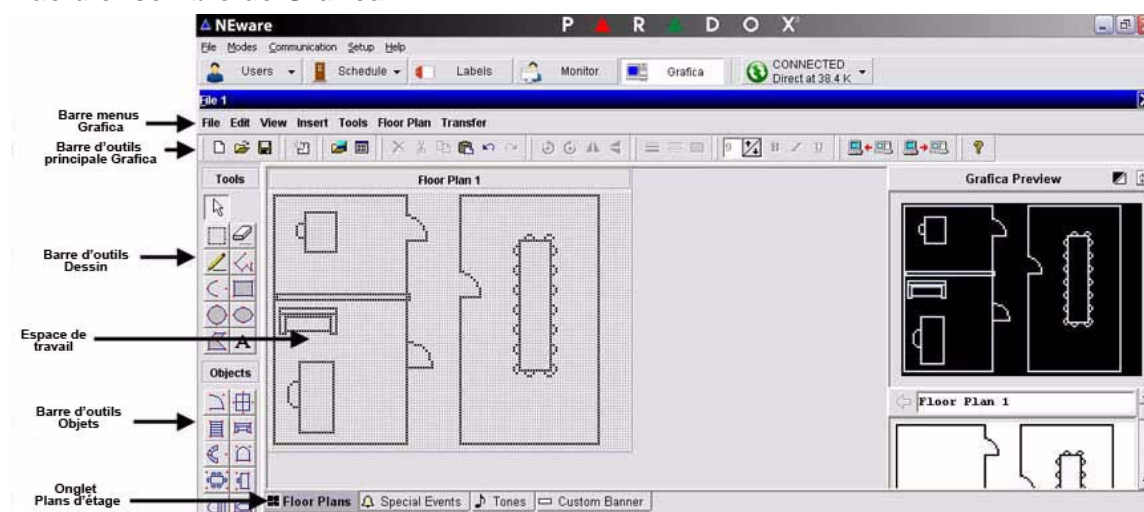 NEware
P A R A D O X
File Modes Communication Setup Help
Users Schedule Labels Monitor Grafica CONNECTED
Direct at 38.4 K
File 1
Barre menus
Grafica
File Edit View Insert Tools Floor Plan Transfer
Barre d'outils
principale Grafica
9 B I U
Tools
Floor Plan 1
Grafica Preview
Barre d'outils
Dessin
Espace de
travail
A
Objects
Floor Plan 1
Barre d'outils
Objets
Onglet
Plans d'étage
Floor Plans Special Events Tones Custom Banner